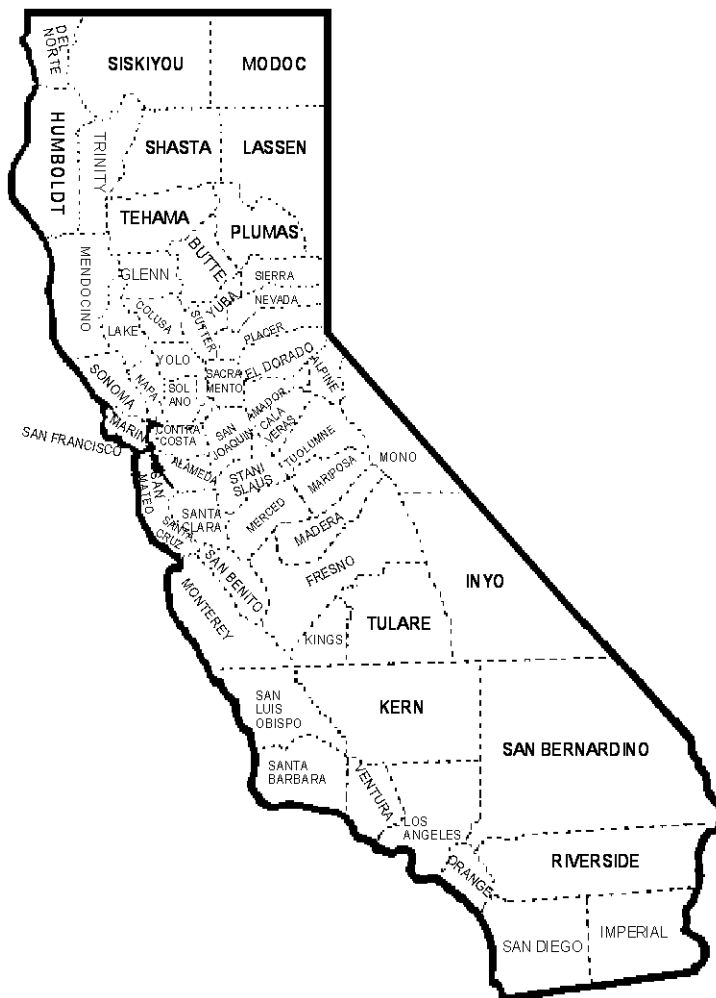 DEL
NORTE
SISKIYOU
MODOC
HUMBOLDT
TRINITY
SHASTA
LASSEN
TEHAMA
PLUMAS
MENDOCINO
GLENN
BUTTE
SIERRA
YUBA
NEVADA
COLUSA
LAKE
SUTTER
PLACER
YOLO
EL DORADO
SONOMA
NAPA
SOL
ANO
SACRA
MENTO
ALPINE
AMADOR
MARIN
CONTRA
COSTA
SAN
JOAQUIN
CALA
VERAS
SAN FRANCISCO
ALAMEDA
STANI
SLAUS
TUOLUMNE
MONO
SAN
MATEO
MARIPOSA
SANTA
CLARA
MERCED
SANTA
CRUZ
MADERA
SAN BENITO
FRESNO
INYO
MONTEREY
KINGS
TULARE
SAN
LUIS
OBISPO
KERN
SAN BERNARDINO
SANTA
BARBARA
VENTURA
LOS
ANGELES
ORANGE
RIVERSIDE
SAN DIEGO
IMPERIAL